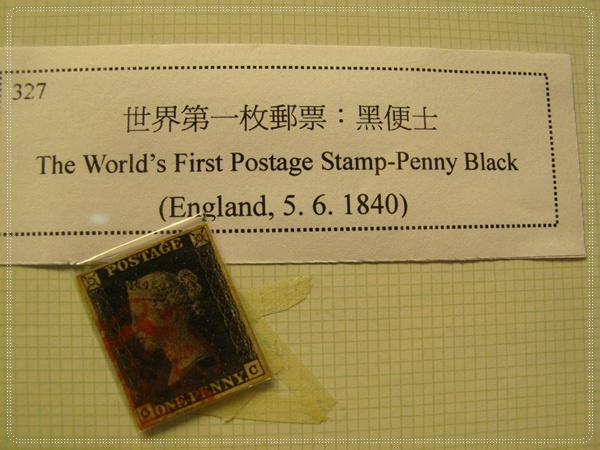 327
世界第一枚郵票：黑便士
The World's First Postage Stamp-Penny Black
(England, 5. 6. 1840)
POSTAGE
C ONE PENNY. C